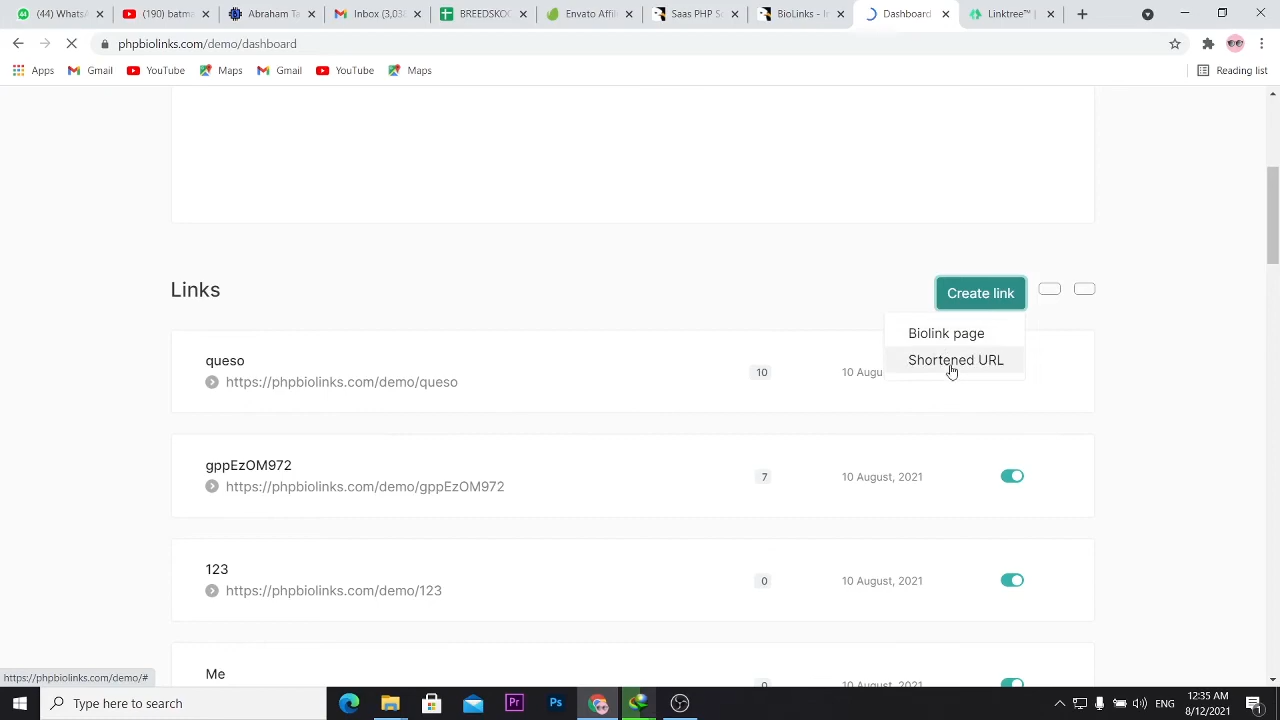 (44) WhatsA
(190) batmi
Abraham Ta
Inbox (3,08
BREEDSKO
Envato Affi
Saas PHP
BioLinks -
Dashboard
Linktree™ |
phpbiolinks.com/demo/dashboard
Apps
Gmail
YouTube
Maps
Gmail
YouTube
Maps
Reading list
Links
Create link
Biolink page
Shortened URL
queso
https://phpbiolinks.com/demo/queso
10
10 Augu
gppEzOM972
https://phpbiolinks.com/demo/gppEzOM972
7
10 August, 2021
123
https://phpbiolinks.com/demo/123
0
10 August, 2021
Me
0
https://phpbiolinks.com/demo/#
Type here to search
ENG
12:35 AM
8/12/2021